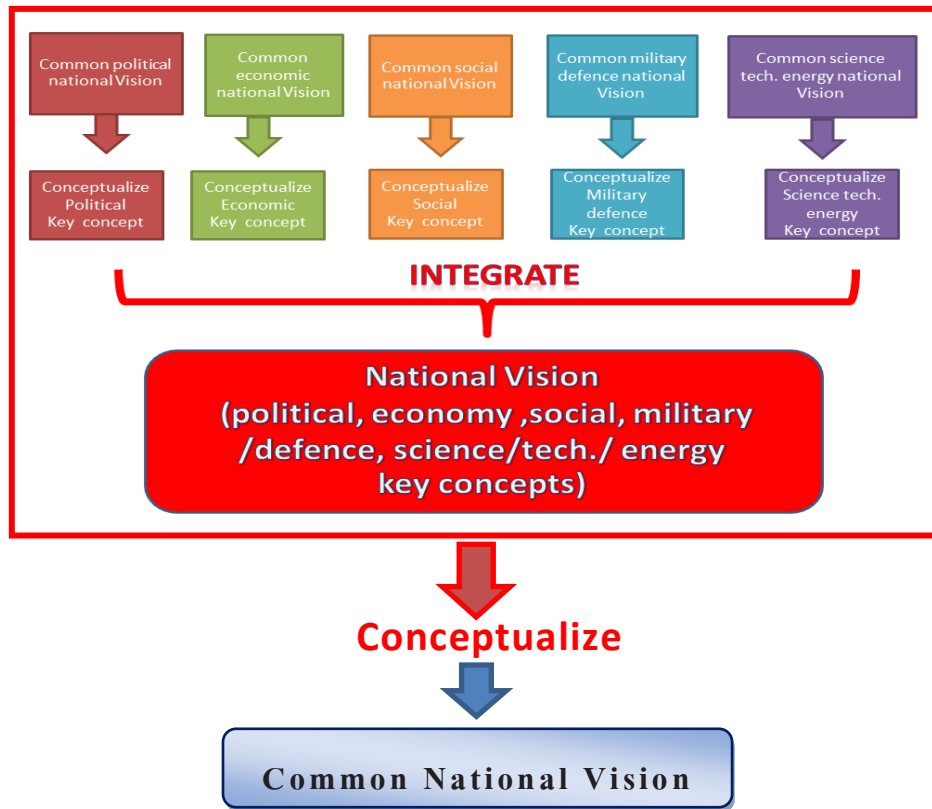 Common political
national Vision
Common
economic
national Vision
Common social
national Vision
Common military
defence national
Vision
Common science
tech. energy national
Vision
Conceptualize
Political
Key concept
Conceptualize
Economic
Key concept
Conceptualize
Social
Key concept
Conceptualize
Military
defence
Key concept
Conceptualize
Science tech.
energy
Key concept
INTEGRATE
National Vision
(political, economy ,social, military
/defence, science/tech./ energy
key concepts)
Conceptualize
Common National Vision